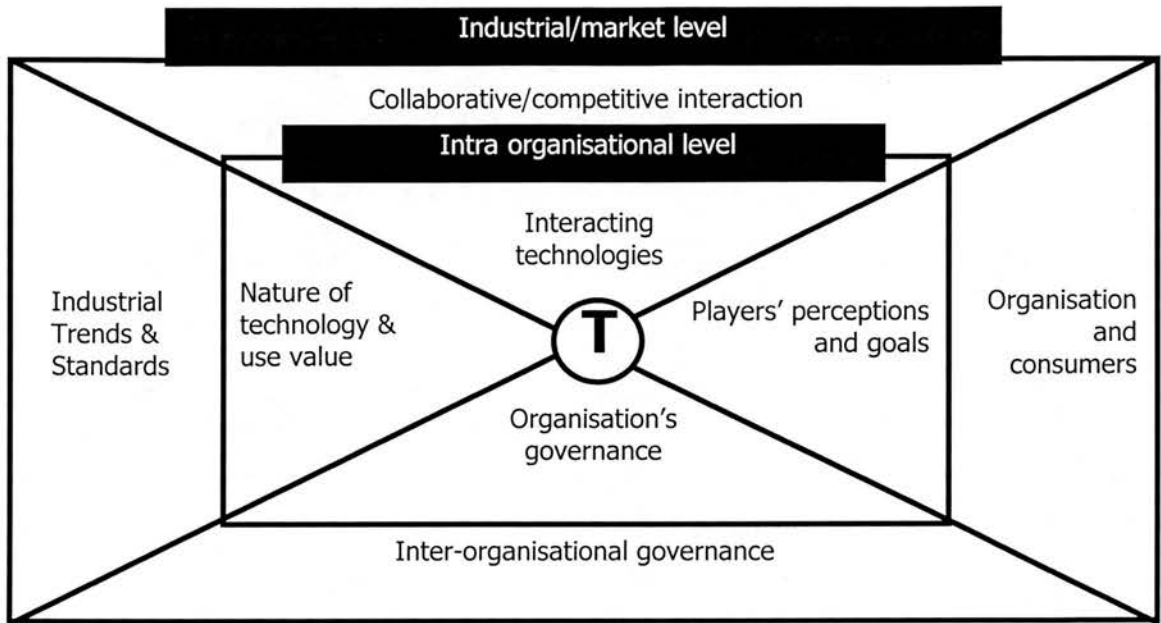 Industrial/market level
Collaborative/competitive interaction
Intra organisational level
Interacting
technologies
Industrial
Trends &
Standards
Nature of
technology &
use value
T
Players’ perceptions
and goals
Organisation
and
consumers
Organisation’s
governance
Inter-organisational governance